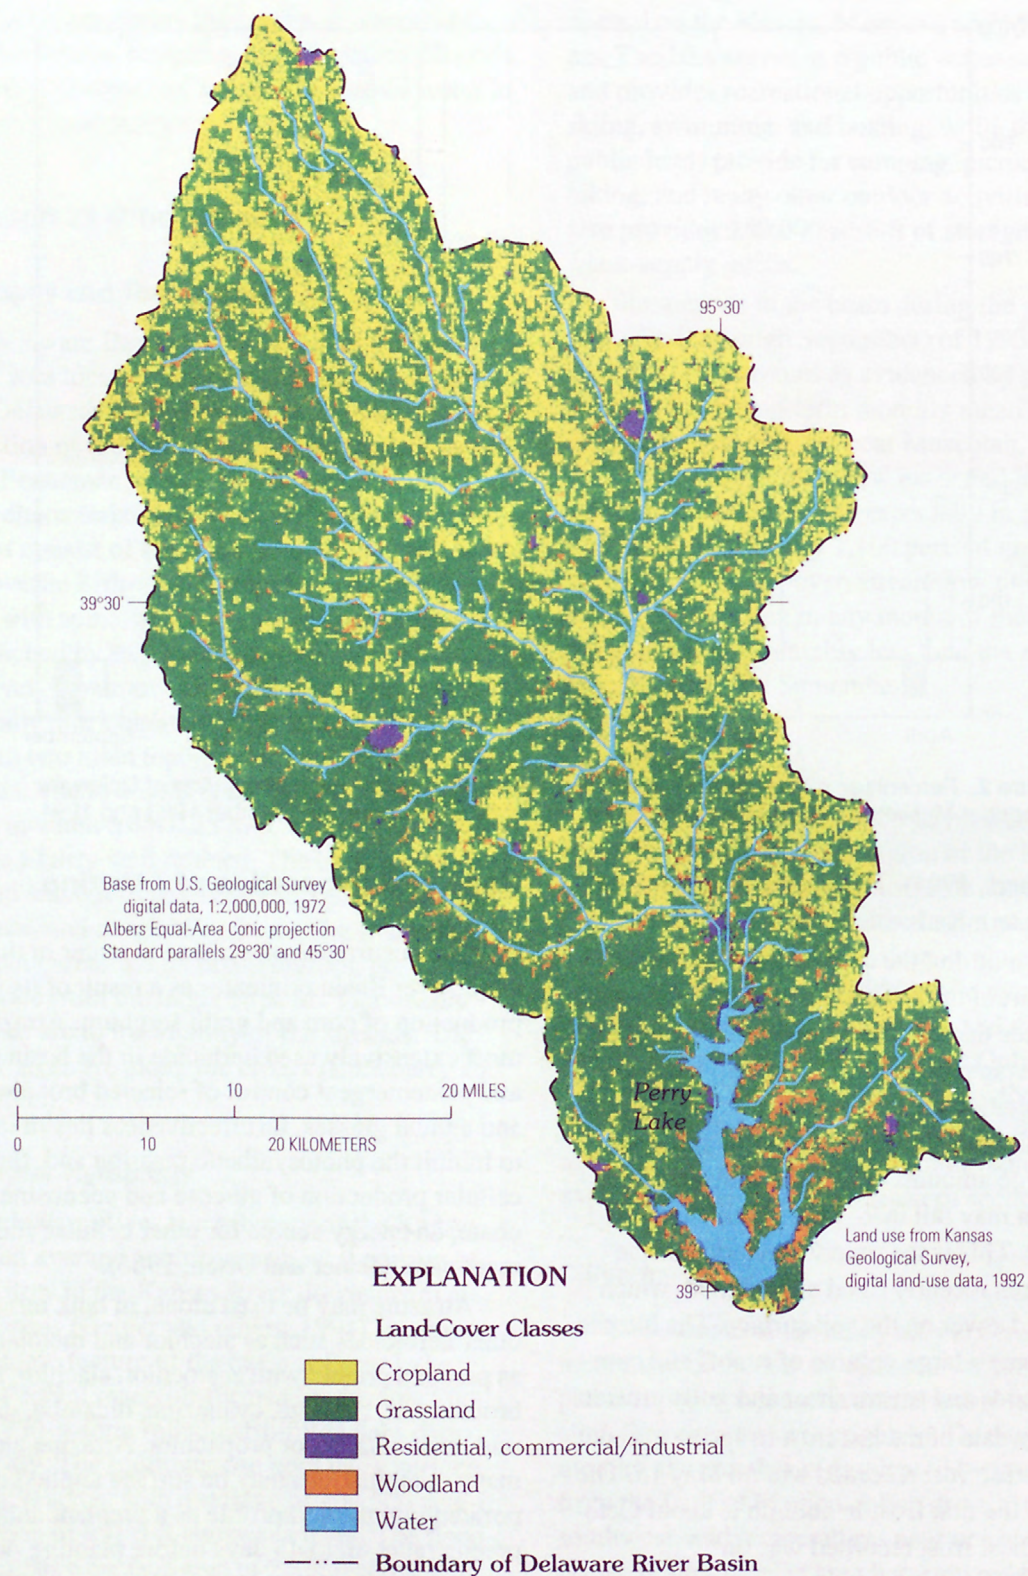 95°30'
39°30'
Base from U.S. Geological Survey
digital data, 1:2,000,000, 1972
Albers Equal-Area Conic projection
Standard parallels 29°30' and 45°30'
0 10 20 MILES
0 10 20 KILOMETERS
Perry
Lake
Land use from Kansas
Geological Survey,
digital land-use data, 1992
39°
EXPLANATION
Land-Cover Classes
Cropland
Grassland
Residential, commercial/industrial
Woodland
Water
Boundary of Delaware River Basin